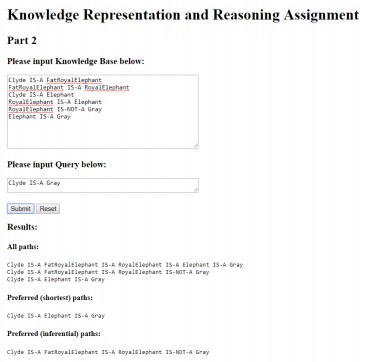 Knowledge Representation and Reasoning Assignment
Part 2
Please input Knowledge Base below:
Clyde IS-A FatRoyalElephant
FatRoyalElephant IS-A RoyalElephant
Clyde IS-A Elephant
RoyalElephant IS-A Elephant
RoyalElephant IS-NOT-A Gray
Elephant IS-A Gray
Please input Query below:
Clyde IS-A Gray
Submit Reset
Results:
All paths:
Clyde IS-A FatRoyalElephant IS-A RoyalElephant IS-A Elephant IS-A Gray
Clyde IS-A FatRoyalElephant IS-A RoyalElephant IS-NOT-A Gray
Clyde IS-A Elephant IS-A Gray
Preferred (shortest) paths:
Clyde IS-A Elephant IS-A Gray
Preferred (inferential) paths:
Clyde IS-A FatRoyalElephant IS-A RoyalElephant IS-NOT-A Gray